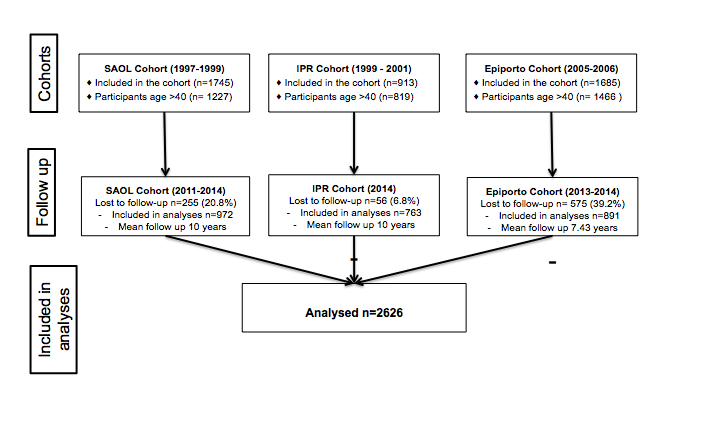 Cohorts
SAOL Cohort (1997-1999)
♦ Included in the cohort (n=1745)
♦ Participants age >40 (n= 1227)
IPR Cohort (1999 - 2001)
♦ Included in the cohort (n=913)
♦ Participants age >40 (n=819)
Epiporto Cohort (2005-2006)
♦ Included in the cohort (n=1685)
♦ Participants age >40 (n= 1466 )
Follow up
SAOL Cohort (2011-2014)
Lost to follow-up n=255 (20.8%)
- Included in analyses n=972
- Mean follow up 10 years
IPR Cohort (2014)
Lost to follow-up n=56 (6.8%)
- Included in analyses n=763
- Mean follow up 10 years
Epiporto Cohort (2013-2014)
Lost to follow-up n= 575 (39.2%)
- Included in analyses n=891
- Mean follow up 7.43 years
Included in
analyses
Analysed n=2626